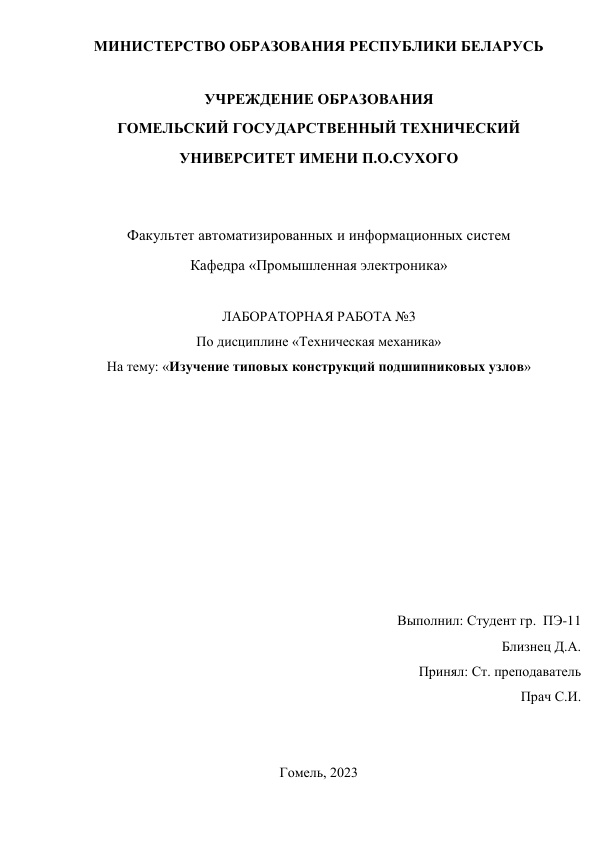 МИНИСТЕРСТВО ОБРАЗОВАНИЯ РЕСПУБЛИКИ БЕЛАРУСЬ
УЧРЕЖДЕНИЕ ОБРАЗОВАНИЯ
ГОМЕЛЬСКИЙ ГОСУДАРСТВЕННЫЙ ТЕХНИЧЕСКИЙ
УНИВЕРСИТЕТ ИМЕНИ П.О.СУХОГО
Факультет автоматизированных и информационных систем
Кафедра «Промышленная электроника»
ЛАБОРАТОРНАЯ РАБОТА №3
По дисциплине «Техническая механика»
На тему: «Изучение типовых конструкций подшипниковых узлов»
Выполнил: Студент гр. ПЭ-11
Близнец Д.А.
Принял: Ст. преподаватель
Прач С.И.
Гомель, 2023